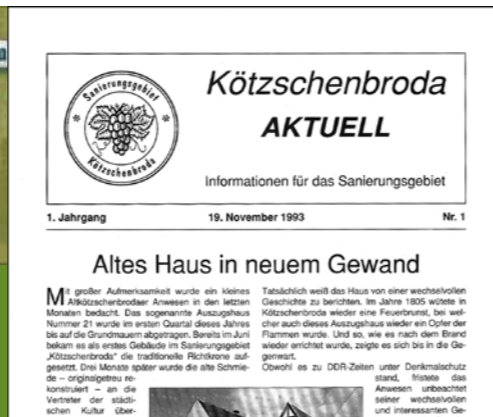 Sanierungsgebiet
Kötzschenbroda
Kötzschenbroda
AKTUELL
Informationen für das Sanierungsgebiet
1. Jahrgang 19. November 1993 Nr. 1
Altes Haus in neuem Gewand
Mit großer Aufmerksamkeit wurde ein kleines
Altkötzschenbrodaer Anwesen in den letzten
Monaten bedacht. Das sogenannte Auszugshaus
Nummer 21 wurde im ersten Quartal dieses Jahres
bis auf die Grundmauern abgetragen. Bereits im Juni
bekam es als erstes Gebäude im Sanierungsgebiet
„Kötzschenbroda“ die traditionelle Richtkrone auf-
gesetzt. Drei Monate später wurde die alte Schmie-
de – originalgetreu re-
konstruiert – an die
Vertreter der städti-
schen Kultur über-
Tatsächlich weiß das Haus von einer wechselvollen
Geschichte zu berichten. Im Jahre 1805 wütete in
Kötzschenbroda wieder eine Feuerbrunst, bei wel-
cher auch dieses Auszugshaus wieder ein Opfer der
Flammen wurde. Und so, wie es nach dem Brand
wieder errichtet wurde, zeigte es sich bis in die Ge-
genwart.
Obwohl es zu DDR-Zeiten unter Denkmalschutz
stand, fristete das
Anwesen unbeachtet
seiner wechselvollen
und interessanten Ge-